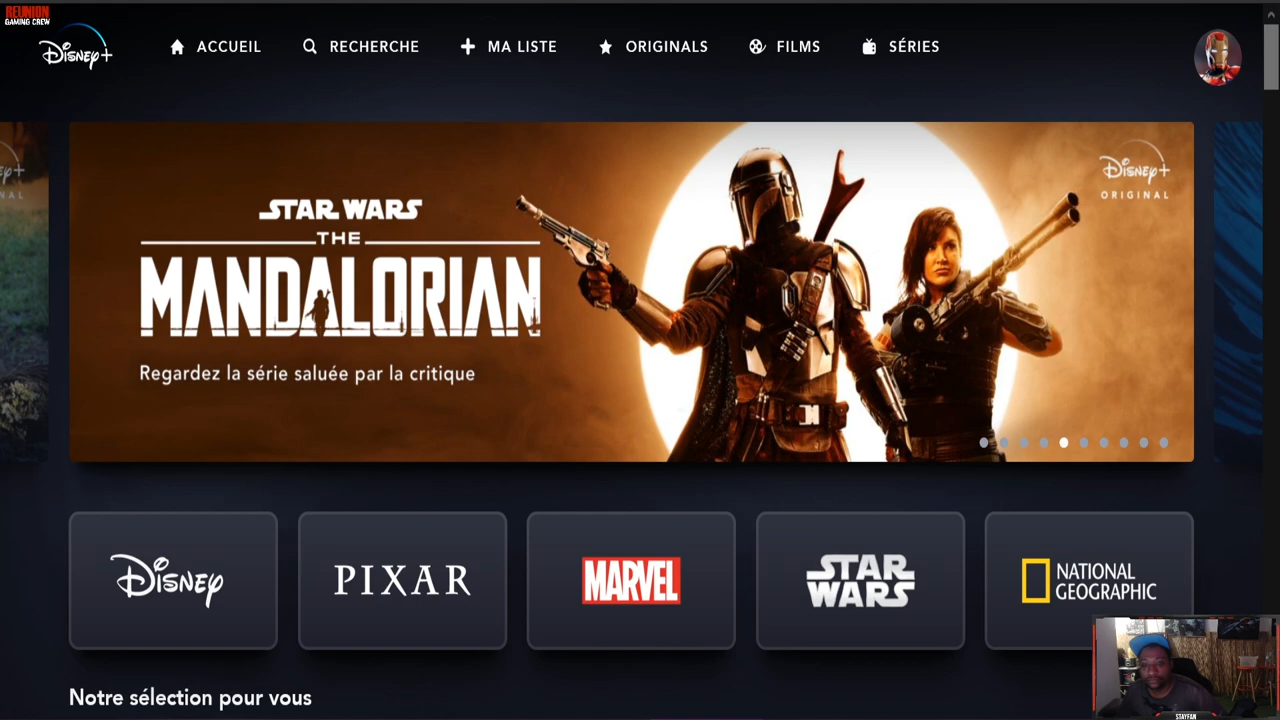 REUNION
GAMING CREW
Disney+
ACCUEIL
RECHERCHE
MA LISTE
ORIGINALS
FILMS
SÉRIES
STAR WARS
THE
MANDALORIAN
Regardez la série saluée par la critique
Disney+
ORIGINAL
Disney
PIXAR
MARVEL
STAR
WARS
NATIONAL
GEOGRAPHIC
Notre sélection pour vous
STAYFAN